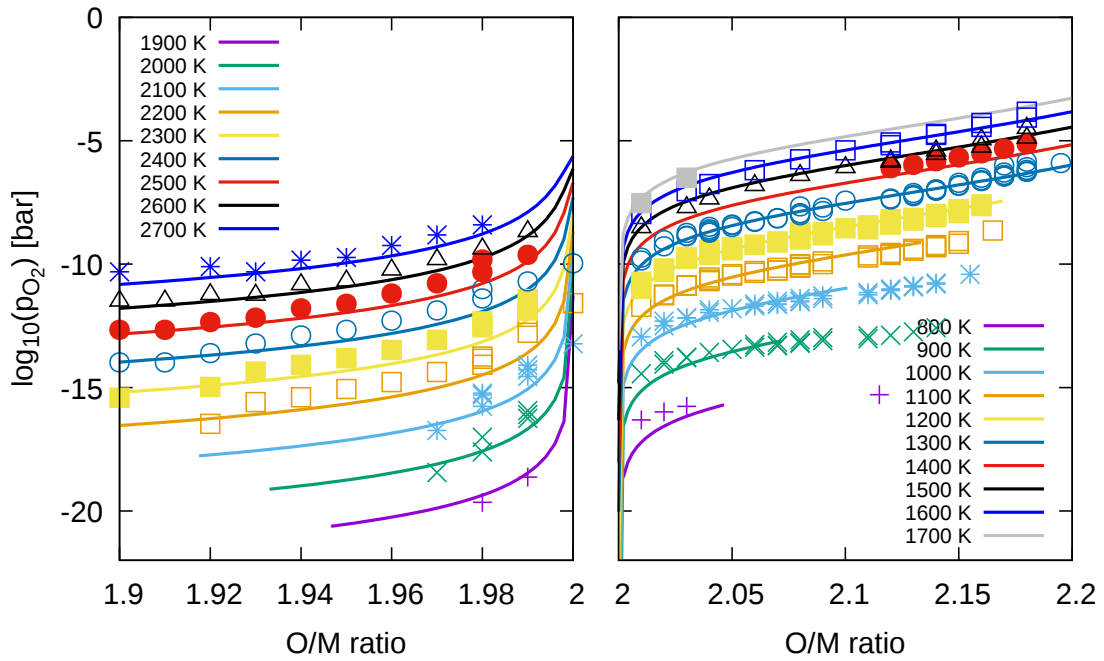 log10(pO2) [bar]
0
-5
-10
-15
-20
1900 K
2000 K
2100 K
2200 K
2300 K
2400 K
2500 K
2600 K
2700 K
1.9
1.92
1.94
1.96
1.98
2
O/M ratio
800 K
900 K
1000 K
1100 K
1200 K
1300 K
1400 K
1500 K
1600 K
1700 K
2
2.05
2.1
2.15
2.2
O/M ratio